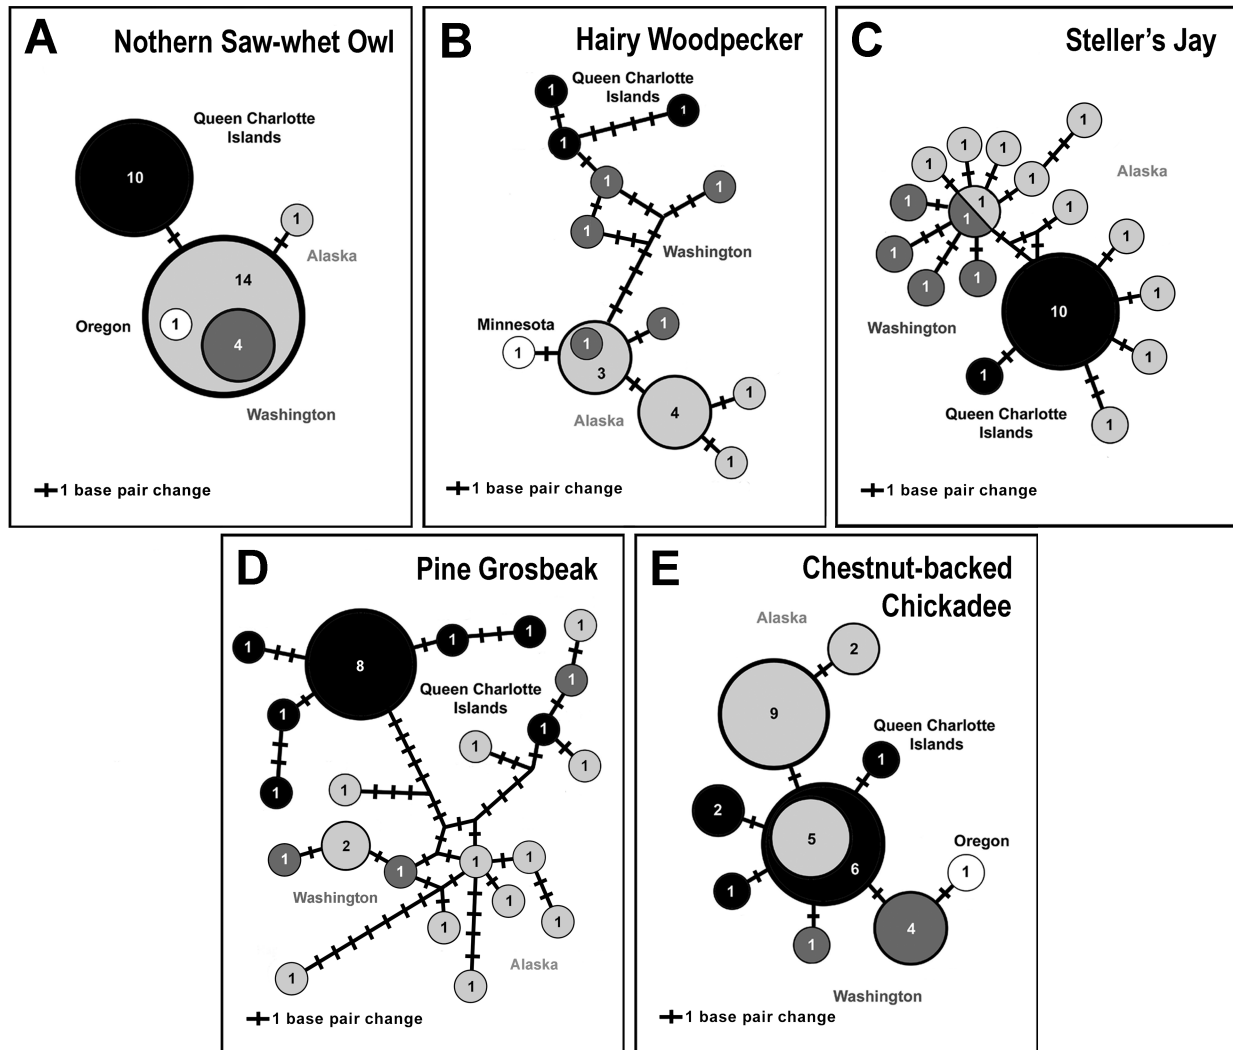 A
Nothern Saw-whet Owl
Queen Charlotte
Islands
10
1
Alaska
14
Oregon
1
4
Washington
1 base pair change
B
Hairy Woodpecker
Queen Charlotte
Islands
1
1
1
1
1
1
Washington
Minnesota
1
1
1
3
Alaska
4
1
1
1 base pair change
C
Steller's Jay
1
1
1
1
1
Alaska
1
1
1
1
1
1
1
1
1
Washington
10
1
1
1
1
Queen Charlotte
Islands
1 base pair change
D
Pine Grosbeak
1
8
1
1
1
1
Queen Charlotte
Islands
1
1
1
1
1
1
1
2
1
1
1
1
Washington
1
1
1
Alaska
1
1
1 base pair change
E
Chestnut-backed
Chickadee
Alaska
2
9
Queen Charlotte
Islands
1
2
5
6
Oregon
1
1
4
1
Washington
1 base pair change